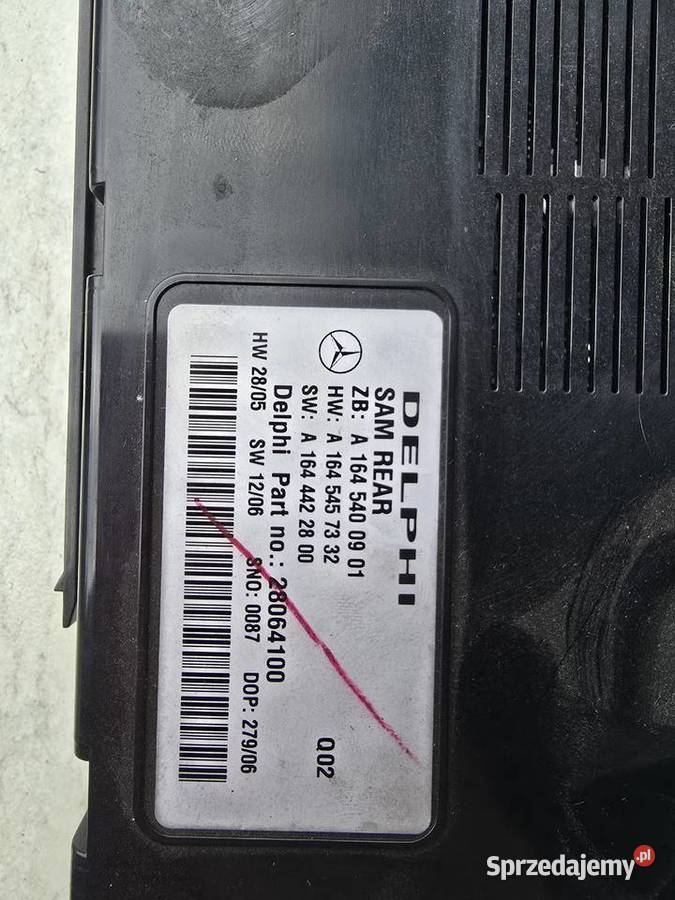 DELPHI
SAM REAR
ZB: A 164 540 09 01
HW: A 164 545 73 32
SW: A 164 442 28 00
Q02
Delphi Part no.: 28064100
HW 28/05 SW 12/06 SNO: 0087 DOP: 279/06
Sprzedajemy.pl